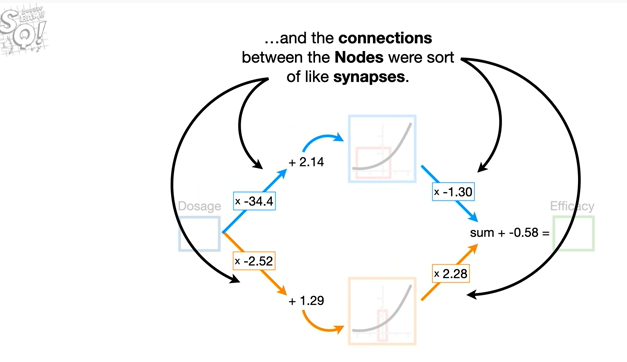 SQ!
…and the connections
between the Nodes were sort
of like synapses.
+ 2.14
x -34.4
x -1.30
Dosage
Efficacy
sum + -0.58 =
x -2.52
x 2.28
+ 1.29